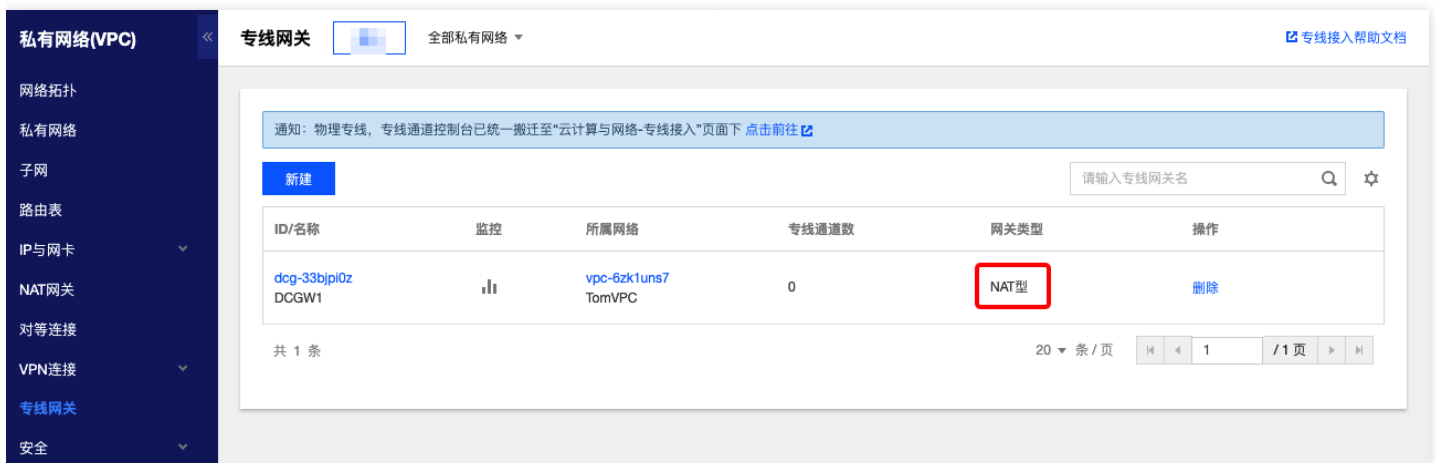 私有网络(VPC)
«
专线网关
全部私有网络
专线接入帮助文档
网络拓扑
私有网络
子网
路由表
IP与网卡
NAT网关
对等连接
VPN连接
专线网关
安全
通知：物理专线，专线通道控制台已统一搬迁至“云计算与网络-专线接入”页面下 点击前往
新建
请输入专线网关名
ID/名称 监控 所属网络 专线通道数 网关类型 操作
dcg-33bjpi0z vpc-6zk1uns7
DCGW1 TomVPC 0 NAT型 删除
共 1 条 20 条/页 1 /1页